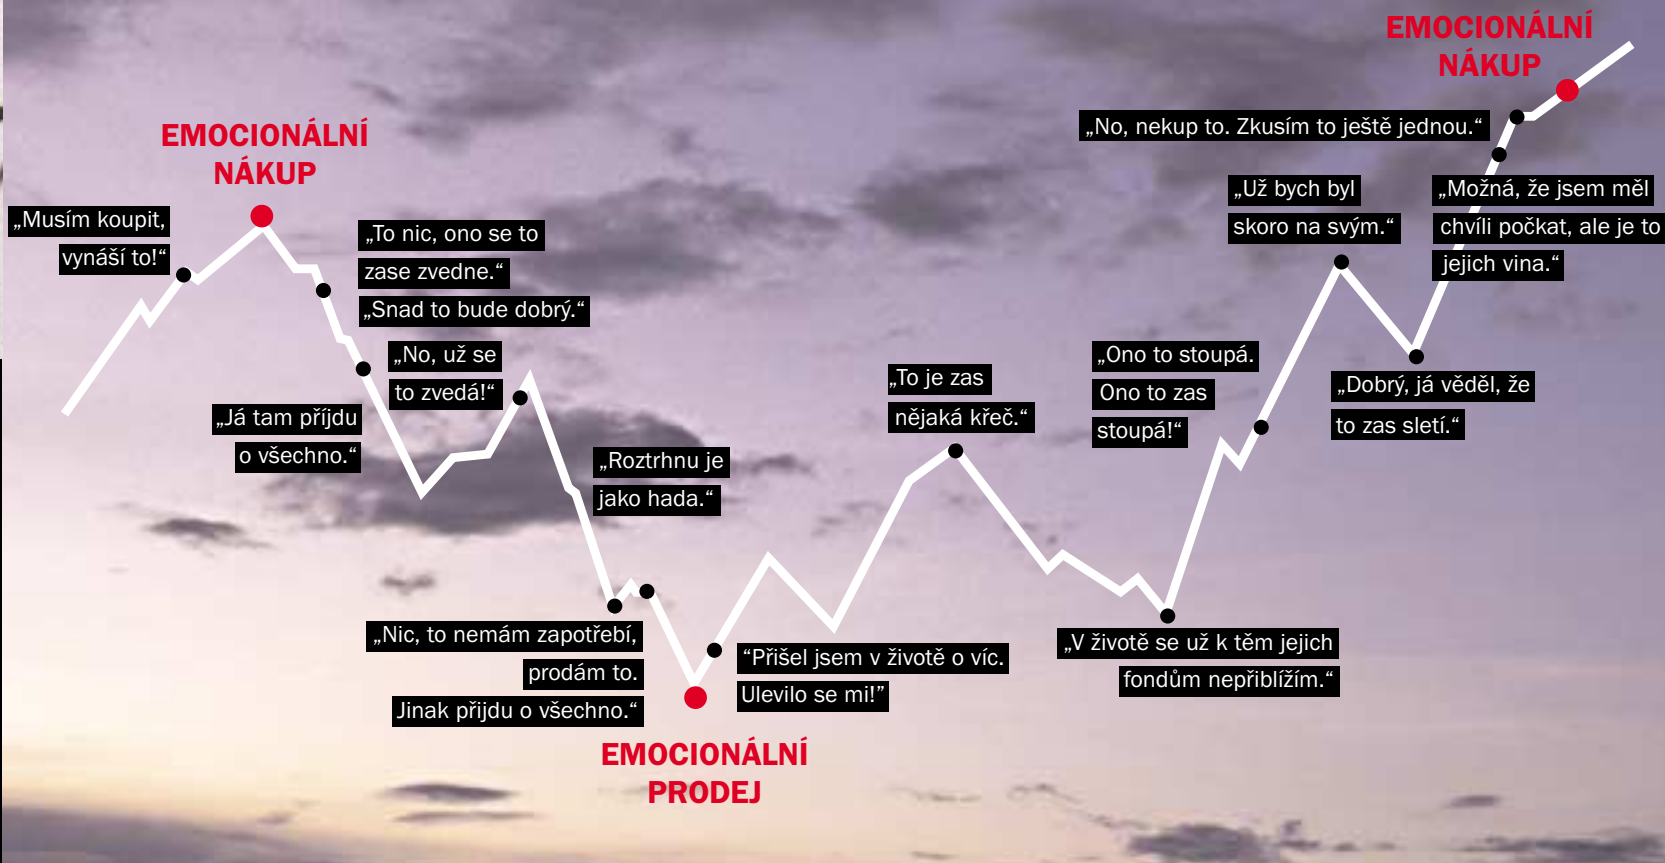 EMOCIONÁLNÍ
NÁKUP
„Musím koupit,
vynáší to!“
„To nic, ono se to
zase zvedne.“
„Snad to bude dobrý.“
„No, už se
to zvedá!“
„Já tam příjdu
o všechno.“
„Roztrhnu je
jako hada.“
„Nic, to nemám zapotřebí,
prodám to.
Jinak přijdu o všechno.“
EMOCIONÁLNÍ
PRODEJ
“Přišel jsem v životě o víc.
Ulevilo se mi!”
„To je zas
nějaká křeč.“
„V životě se už k těm jejich
fondům nepřiblížím.“
„Ono to stoupá.
Ono to zas
stoupá!“
„Už bych byl
skoro na svým.“
„Dobrý, já věděl, že
to zas sletí.“
„Možná, že jsem měl
chvíli počkat, ale je to
jejich vina.“
„No, nekup to. Zkusím to ještě jednou.“
EMOCIONÁLNÍ
NÁKUP